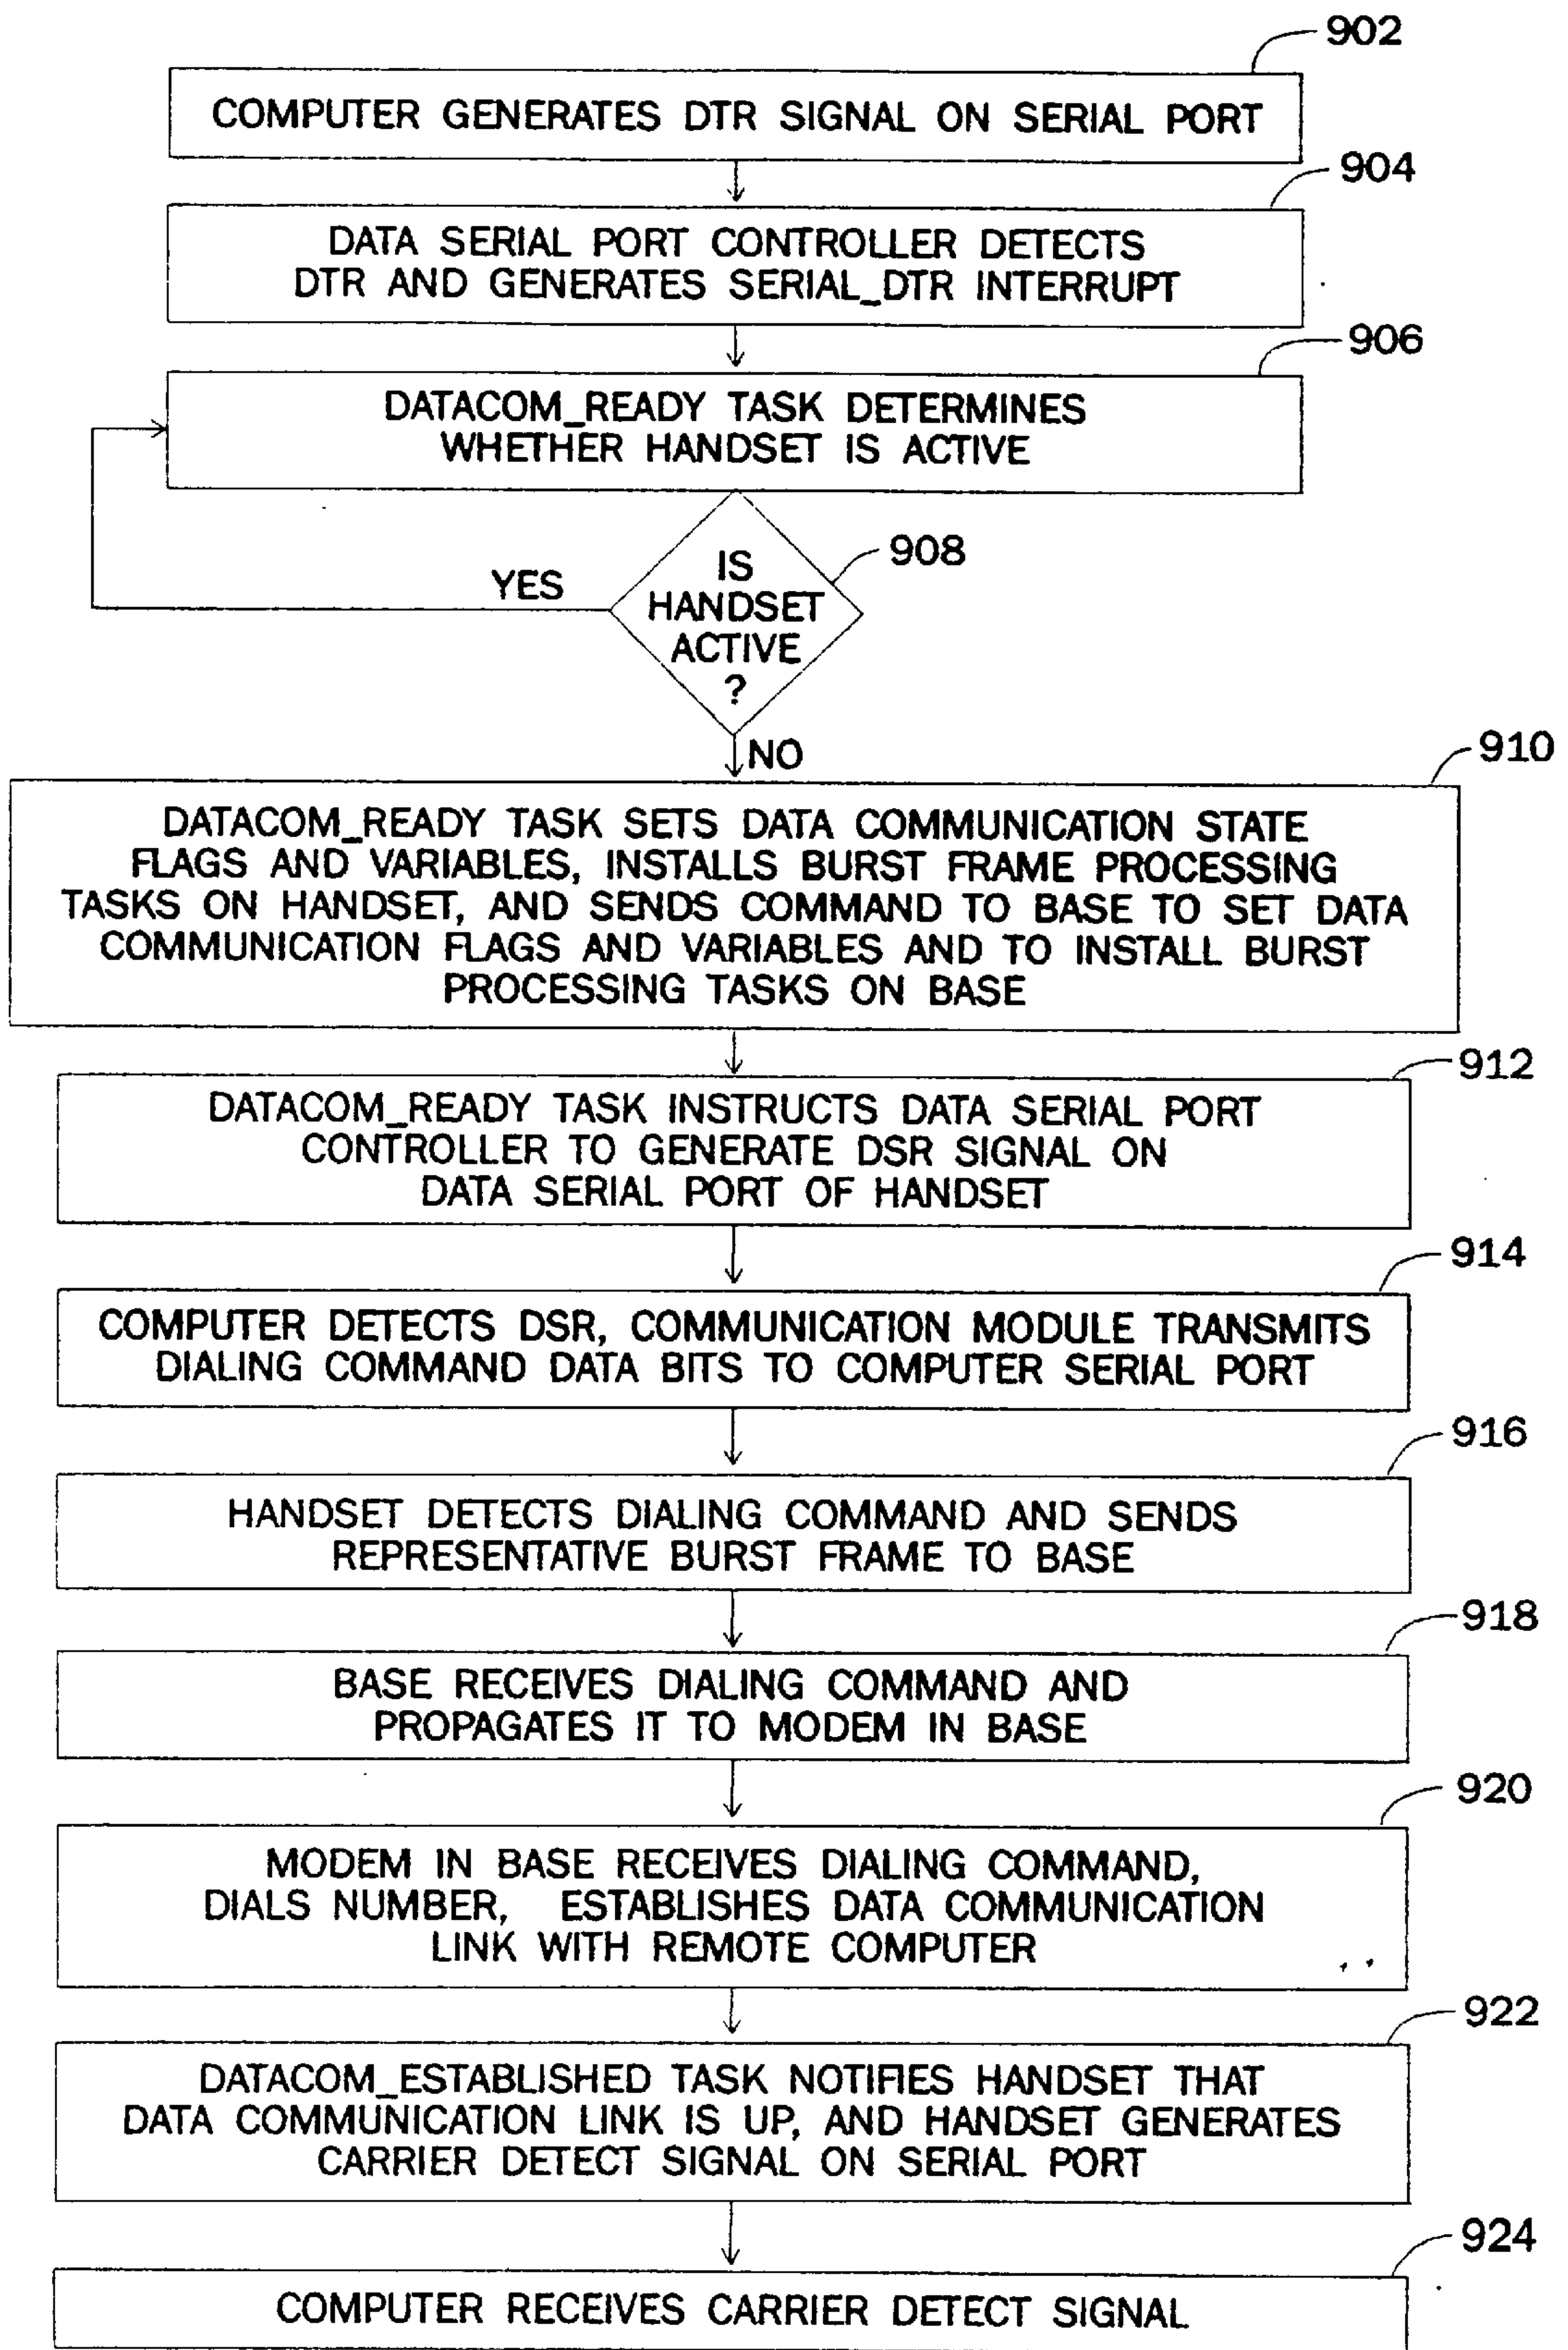 902
COMPUTER GENERATES DTR SIGNAL ON SERIAL PORT
904
DATA SERIAL PORT CONTROLLER DETECTS
DTR AND GENERATES SERIAL_DTR INTERRUPT
906
DATACOM_READY TASK DETERMINES
WHETHER HANDSET IS ACTIVE
908
IS
HANDSET
ACTIVE
?
YES
NO
910
DATACOM_READY TASK SETS DATA COMMUNICATION STATE
FLAGS AND VARIABLES, INSTALLS BURST FRAME PROCESSING
TASKS ON HANDSET, AND SENDS COMMAND TO BASE TO SET DATA
COMMUNICATION FLAGS AND VARIABLES AND TO INSTALL BURST
PROCESSING TASKS ON BASE
912
DATACOM_READY TASK INSTRUCTS DATA SERIAL PORT
CONTROLLER TO GENERATE DSR SIGNAL ON
DATA SERIAL PORT OF HANDSET
914
COMPUTER DETECTS DSR, COMMUNICATION MODULE TRANSMITS
DIALING COMMAND DATA BITS TO COMPUTER SERIAL PORT
916
HANDSET DETECTS DIALING COMMAND AND SENDS
REPRESENTATIVE BURST FRAME TO BASE
918
BASE RECEIVES DIALING COMMAND AND
PROPAGATES IT TO MODEM IN BASE
920
MODEM IN BASE RECEIVES DIALING COMMAND,
DIALS NUMBER, ESTABLISHES DATA COMMUNICATION
LINK WITH REMOTE COMPUTER
922
DATACOM_ESTABLISHED TASK NOTIFIES HANDSET THAT
DATA COMMUNICATION LINK IS UP, AND HANDSET GENERATES
CARRIER DETECT SIGNAL ON SERIAL PORT
924
COMPUTER RECEIVES CARRIER DETECT SIGNAL